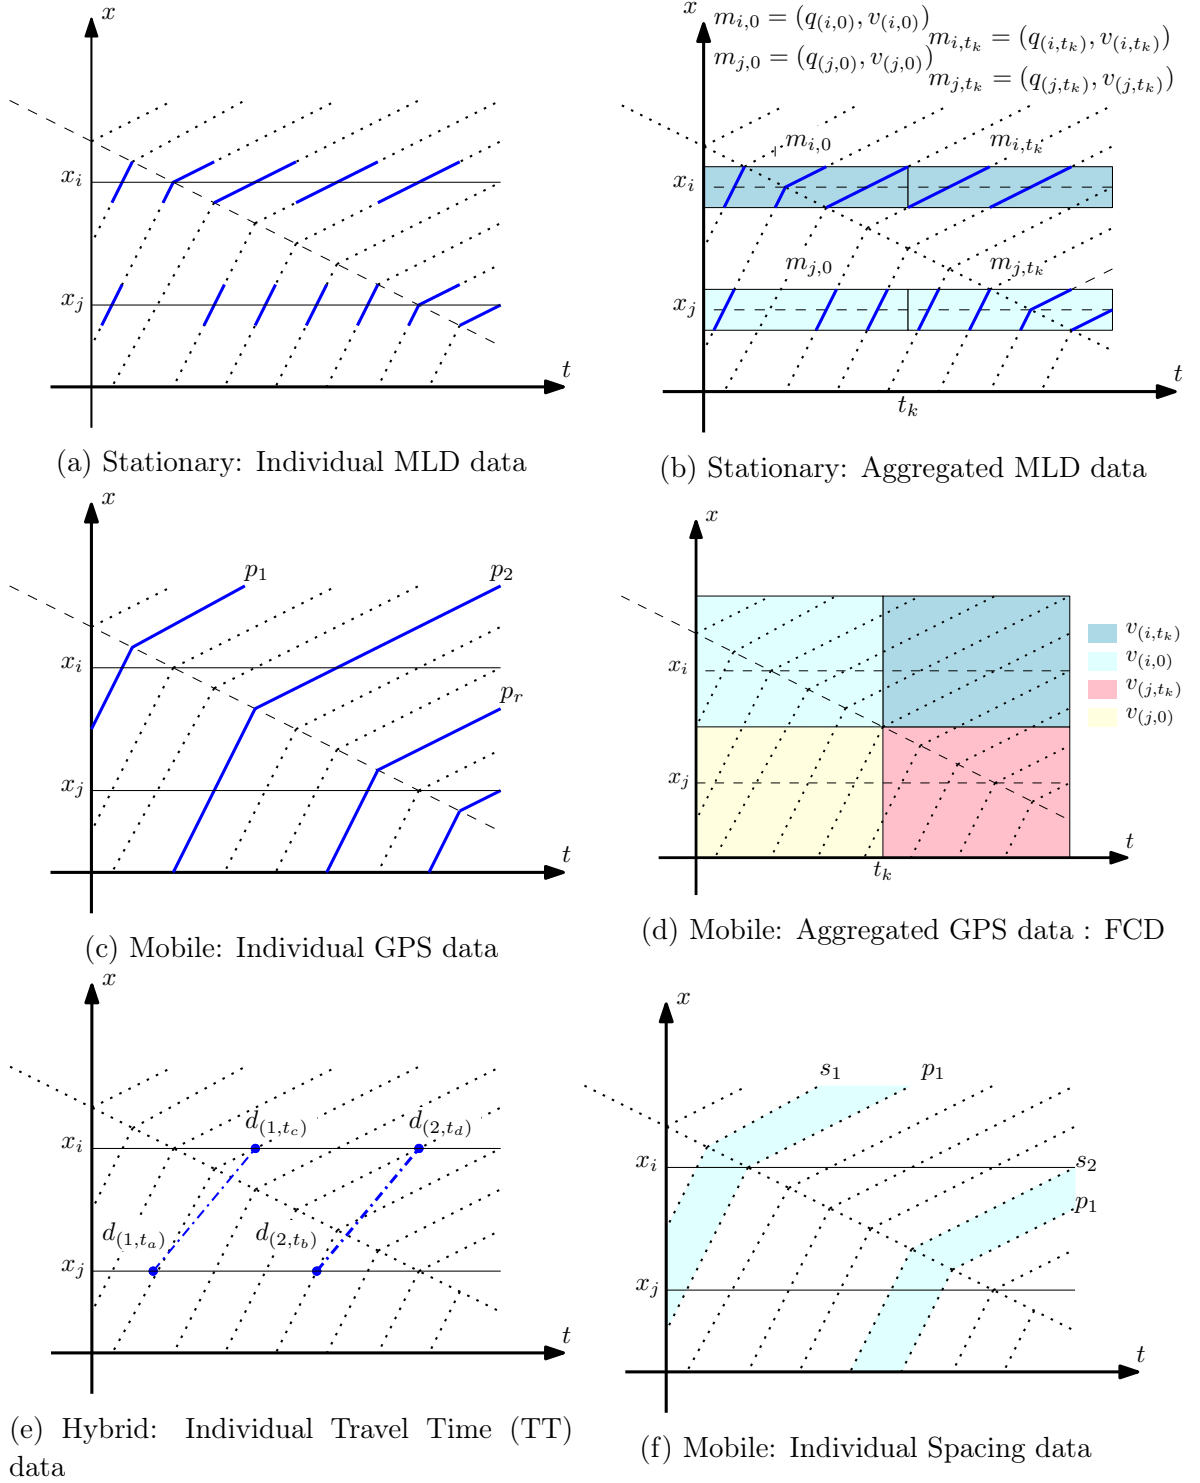 x
x_i
x_j
t
(a) Stationary: Individual MLD data
x
m_{i,0} = (q_{(i,0)}, v_{(i,0)})
m_{i,t_k} = (q_{(i,t_k)}, v_{(i,t_k)})
m_{j,0} = (q_{(j,0)}, v_{(j,0)})
m_{j,t_k} = (q_{(j,t_k)}, v_{(j,t_k)})
m_{i,0} m_{i,t_k}
x_i
m_{j,0} m_{j,t_k}
x_j
t
t_k
(b) Stationary: Aggregated MLD data
x
p_1 p_2
x_i
p_r
x_j
t
(c) Mobile: Individual GPS data
x
x_i
x_j
t
t_k
v_{(i,t_k)}
v_{(i,0)}
v_{(j,t_k)}
v_{(j,0)}
(d) Mobile: Aggregated GPS data : FCD
x
d_{(1,t_c)} d_{(2,t_d)}
x_i
d_{(1,t_a)} d_{(2,t_b)}
x_j
t
(e) Hybrid: Individual Travel Time (TT)
data
x
s_1 p_1
x_i
s_2
p_1
x_j
t
(f) Mobile: Individual Spacing data